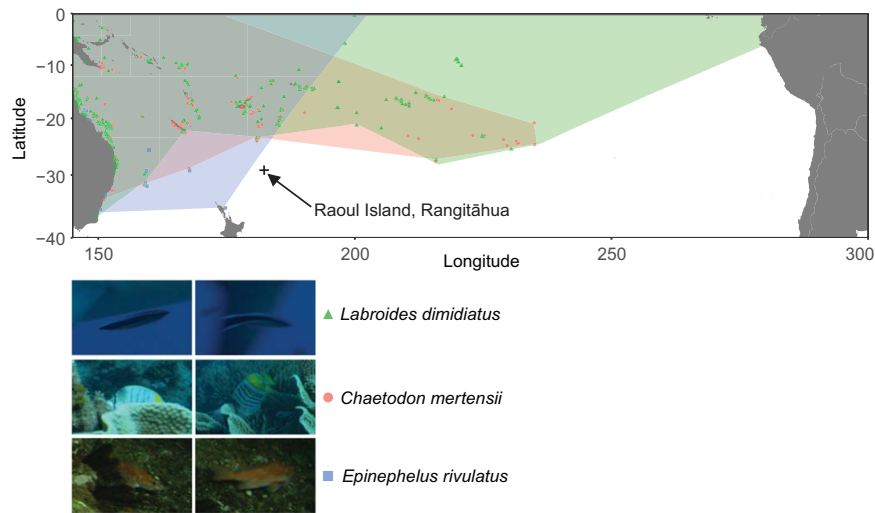 0
−10
−20
−30
−40
Latitude
150
200
250
300
Longitude
Raoul Island, Rangitāhua
Labroides dimidiatus
Chaetodon mertensii
Epinephelus rivulatus